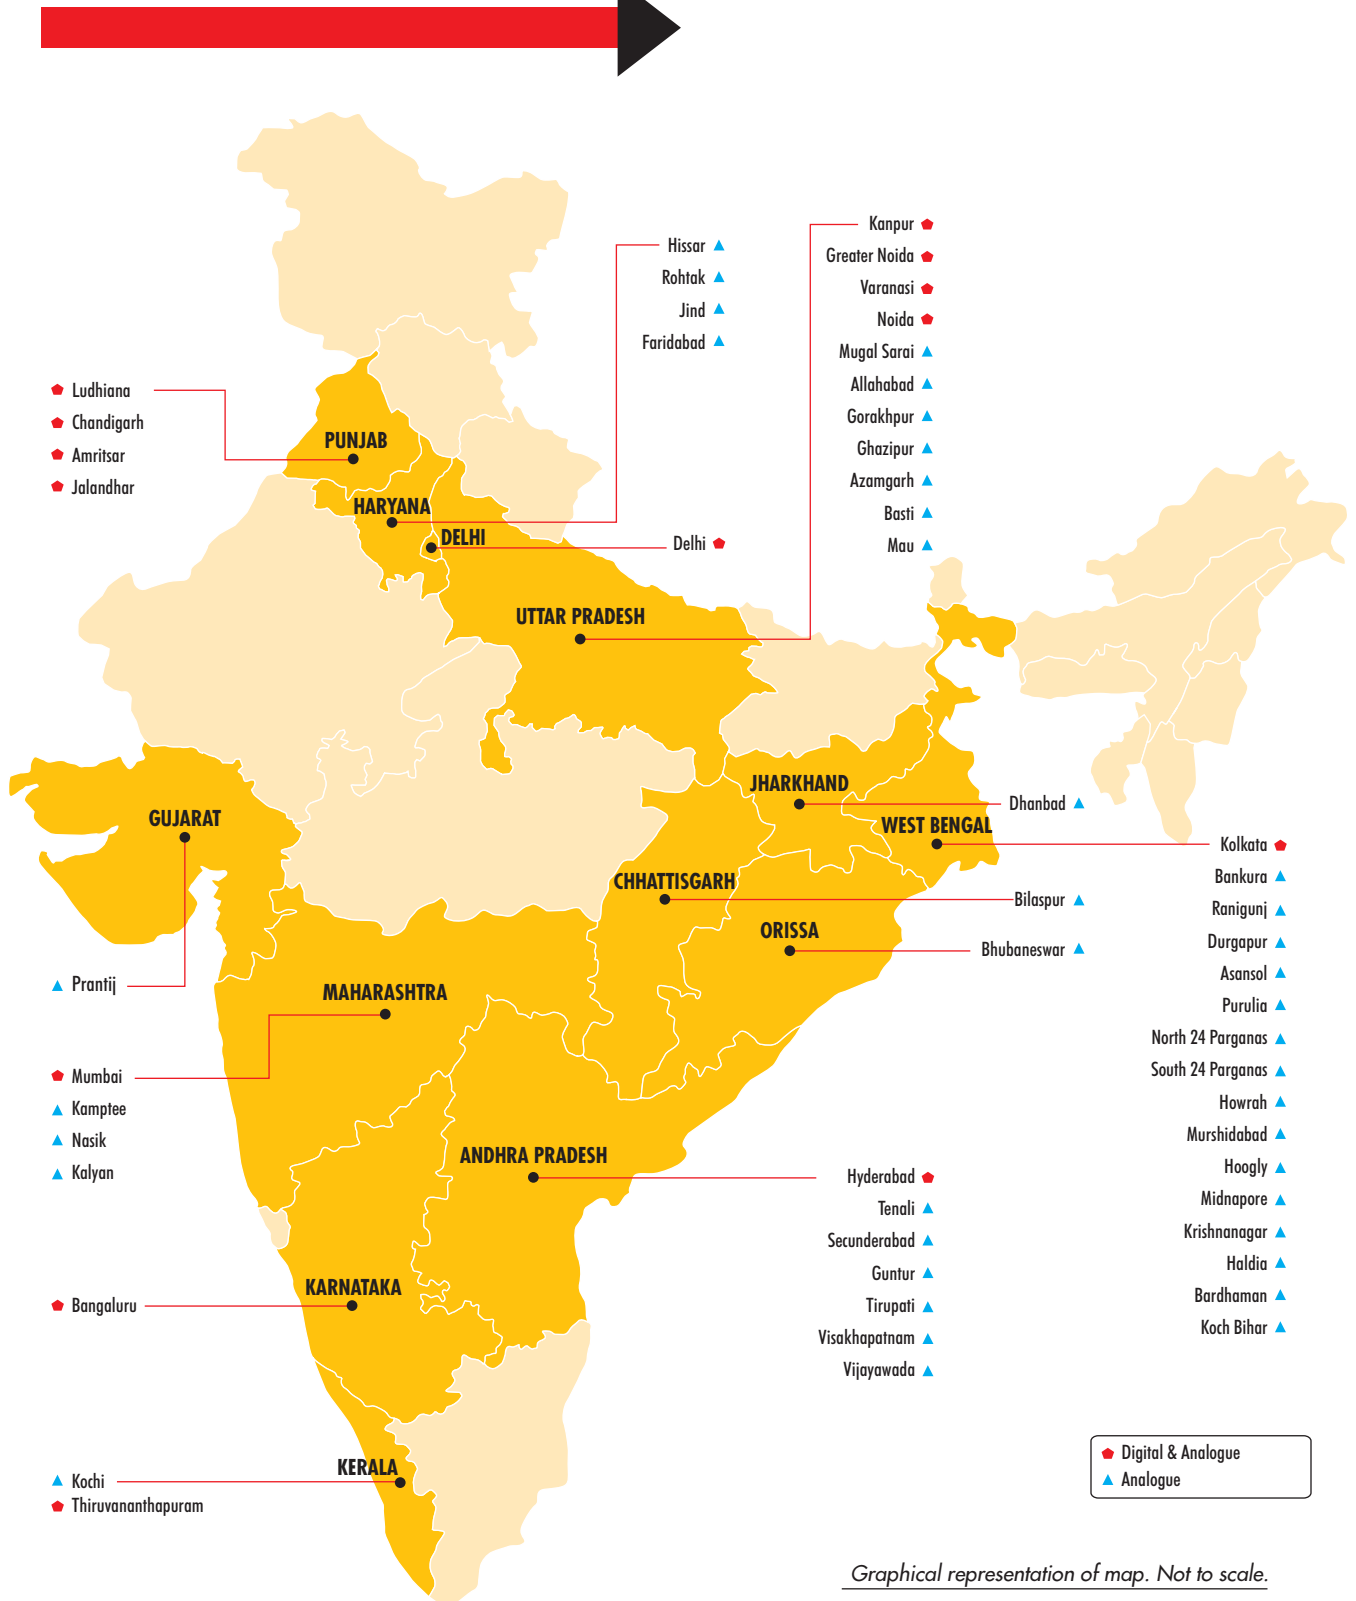 Kanpur
Greater Noida
Varanasi
Noida
Mugal Sarai
Allahabad
Gorakhpur
Ghazipur
Azamgarh
Basti
Mau
Hissar
Rohtak
Jind
Faridabad
Ludhiana
Chandigarh
Amritsar
Jalandhar
PUNJAB
HARYANA
DELHI
Delhi
UTTAR PRADESH
JHARKHAND
Dhanbad
GUJARAT
WEST BENGAL
CHHATTISGARH
Bilaspur
ORISSA
Bhubaneswar
Prantij
MAHARASHTRA
Kolkata
Bankura
Ranigunj
Durgapur
Asansol
Purulia
North 24 Parganas
South 24 Parganas
Howrah
Murshidabad
Hoogly
Midnapore
Krishnanagar
Haldia
Bardhaman
Koch Bihar
Mumbai
Kamptee
Nasik
Kalyan
ANDHRA PRADESH
Hyderabad
Tenali
Secunderabad
Guntur
Tirupati
Visakhapatnam
Vijayawada
KARNATAKA
Bangaluru
KERALA
Kochi
Thiruvananthapuram
Digital & Analogue
Analogue
Graphical representation of map. Not to scale.